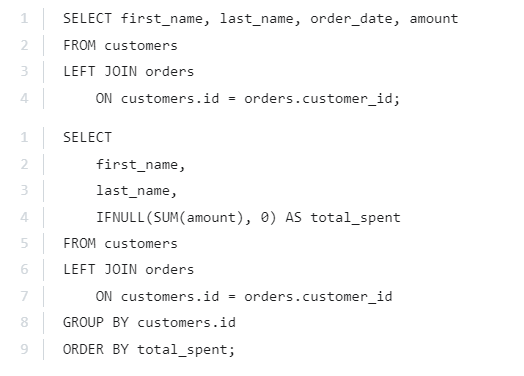 1 SELECT first_name, last_name, order_date, amount
2 FROM customers
3 LEFT JOIN orders
4     ON customers.id = orders.customer_id;
1 SELECT
2     first_name,
3     last_name,
4     IFNULL(SUM(amount), 0) AS total_spent
5 FROM customers
6 LEFT JOIN orders
7     ON customers.id = orders.customer_id
8 GROUP BY customers.id
9 ORDER BY total_spent;